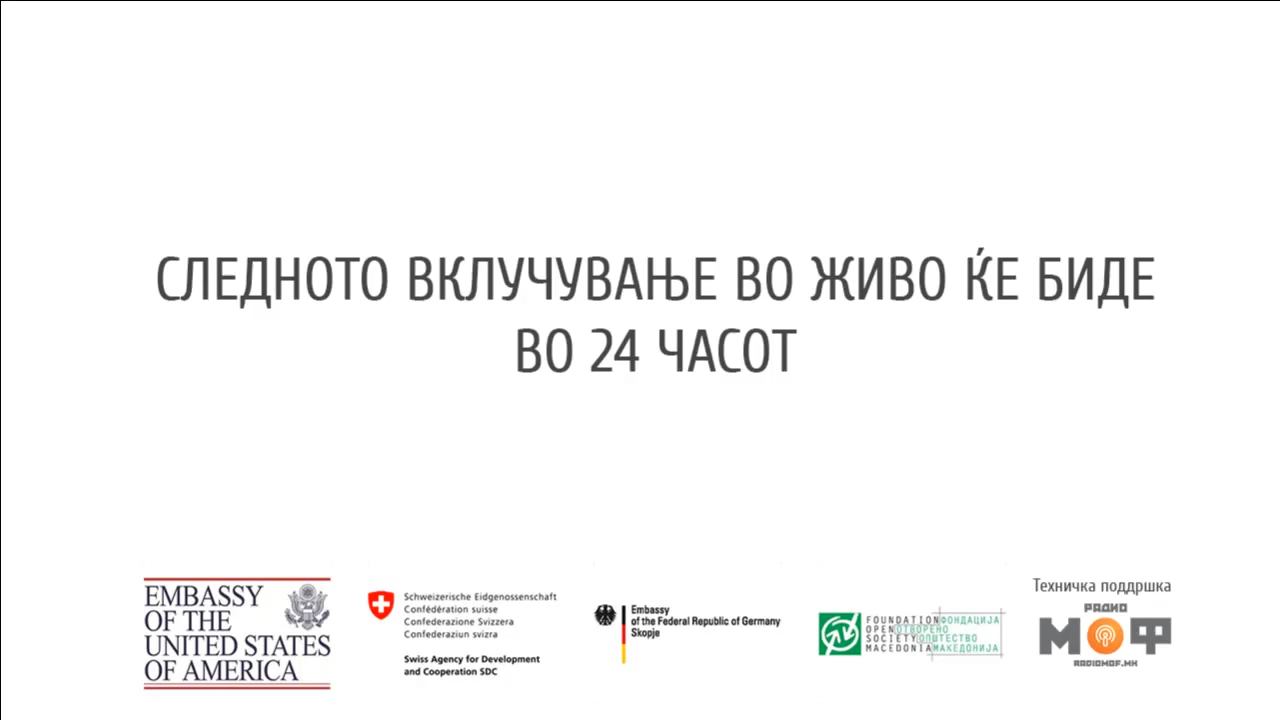 СЛЕДНОТО ВКЛУЧУВАЊЕ ВО ЖИВО ЌЕ БИДЕ
ВО 24 ЧАСОТ
EMBASSY
OF THE
UNITED STATES
OF AMERICA
Schweizerische Eidgenossenschaft
Confédération suisse
Confederazione Svizzera
Confederaziun svizra
Swiss Agency for Development
and Cooperation SDC
Embassy
of the Federal Republic of Germany
Skopje
FOUNDATION ФОНДАЦИЈА
OPEN ОТВОРЕНО
SOCIETY ОПШТЕСТВО
MACEDONIA МАКЕДОНИЈА
Техничка поддршка
РАДИО
МОФ
RADIOMOF.MK